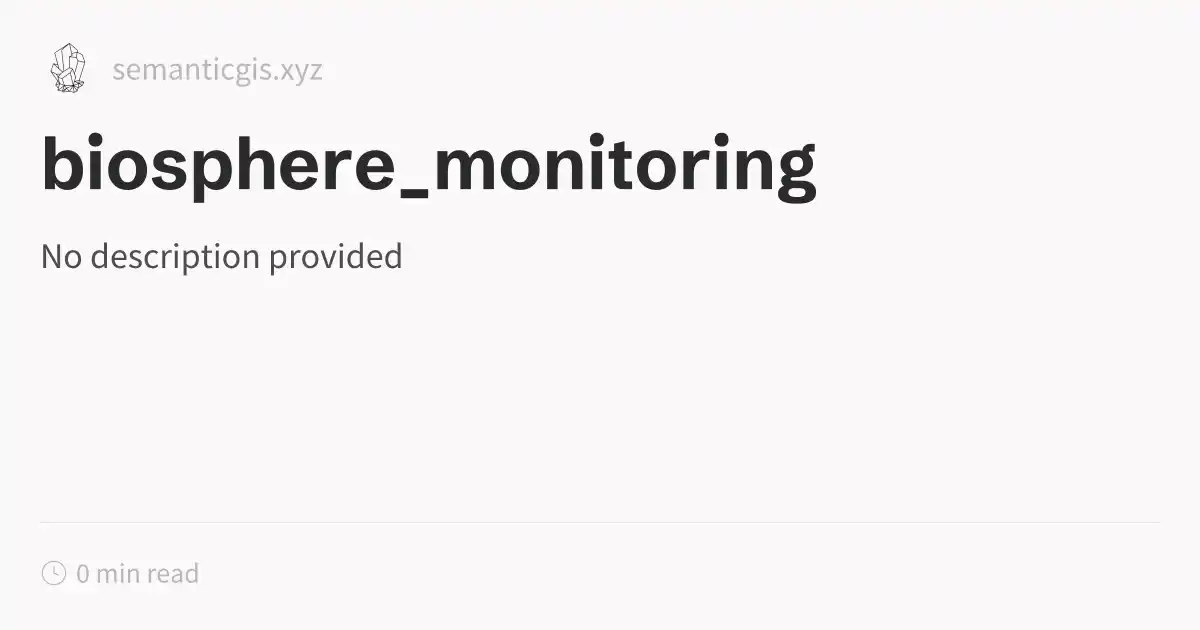 semanticgis.xyz
biosphere_monitoring
No description provided
0 min read